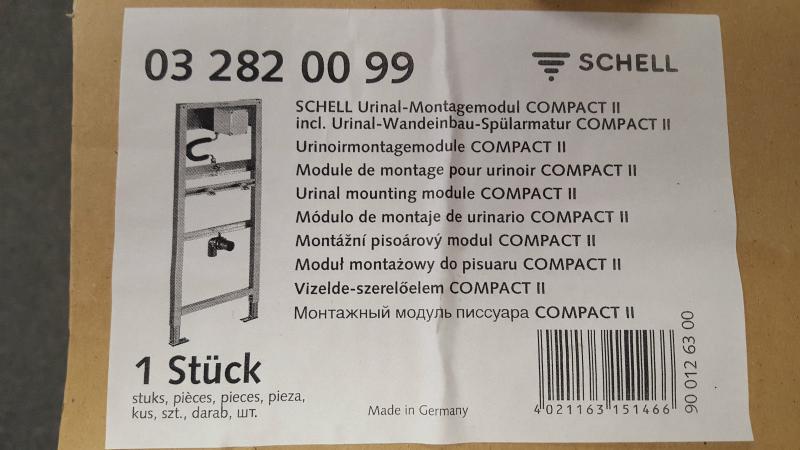 03 282 00 99
SCHELL
SCHELL Urinal-Montagemodul COMPACT II
incl. Urinal-Wandeinbau-Spülarmatur COMPACT II
Urinoirmontagemodule COMPACT II
Module de montage pour urinoir COMPACT II
Urinal mounting module COMPACT II
Módulo de montaje de urinario COMPACT II
Montážní pisoárový modul COMPACT II
Moduł montażowy do pisuaru COMPACT II
Vizelde-szerelőelem COMPACT II
Монтажный модуль писсуара COMPACT II
1 Stück
stuks, pièces, pieces, pieza,
kus, szt., darab, шт.
Made in Germany
4 021163 151466
90 012 63 00